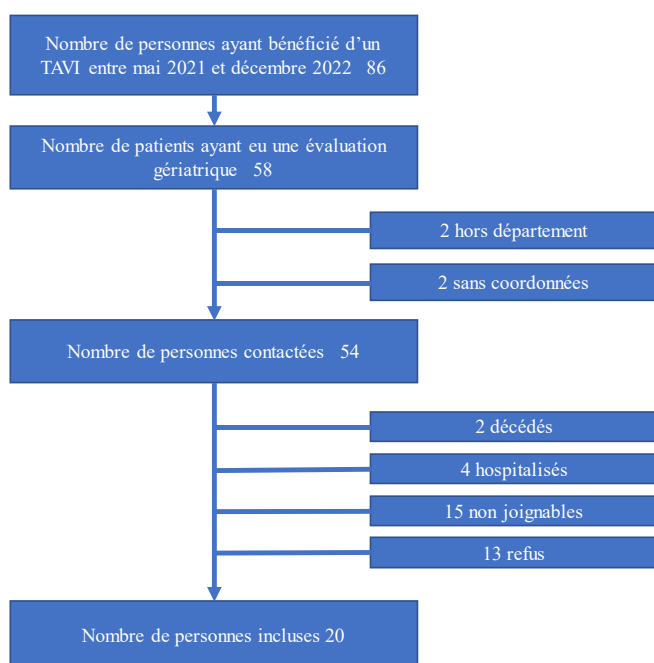 Nombre de personnes ayant bénéficié d'un
TAVI entre mai 2021 et décembre 2022 86
Nombre de patients ayant eu une évaluation
gériatrique 58
2 hors département
2 sans coordonnées
Nombre de personnes contactées 54
2 décédés
4 hospitalisés
15 non joignables
13 refus
Nombre de personnes incluses 20